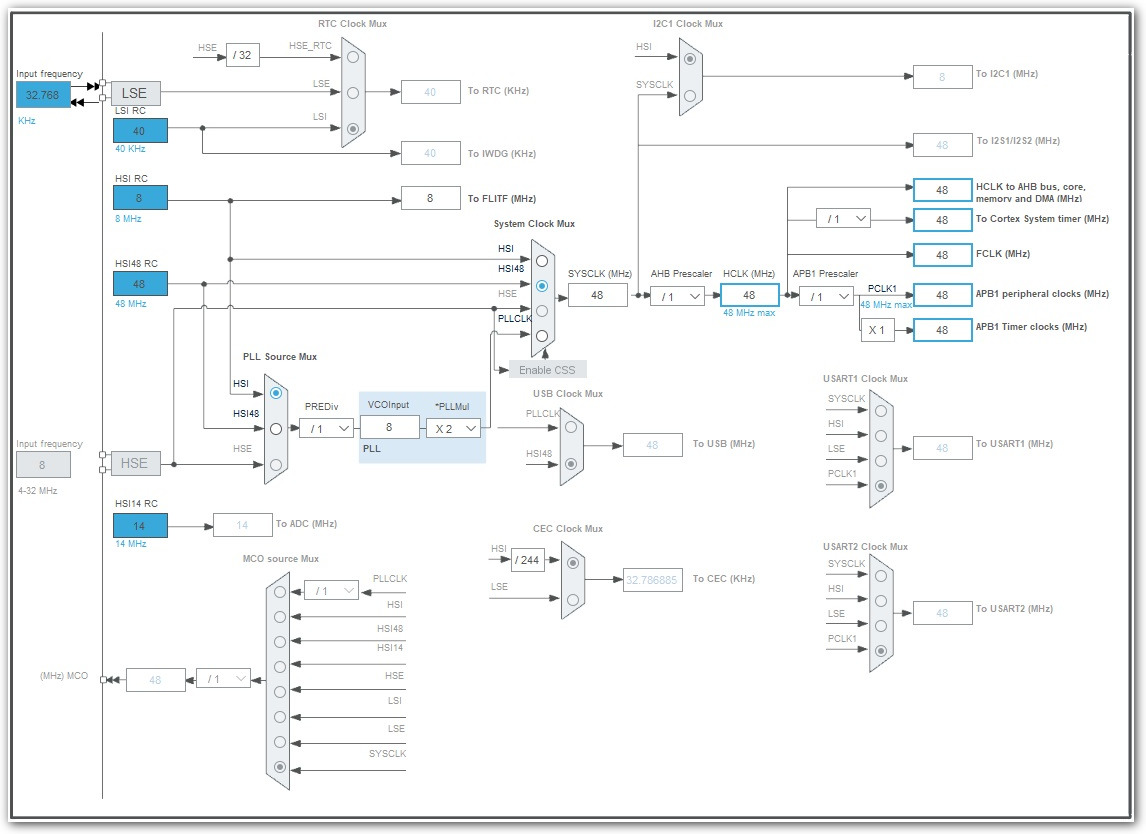 RTC Clock Mux
I2C1 Clock Mux
HSE
/ 32
HSE_RTC
HSI
8
To I2C1 (MHz)
Input frequency
32.768
KHz
LSE
LSE
40
To RTC (KHz)
SYSCLK
LSI RC
40
40 KHz
LSI
40
To IWDG (KHz)
48
To I2S1/I2S2 (MHz)
HSI RC
8
8 MHz
8
To FLITF (MHz)
48
HCLK to AHB bus, core,
memory and DMA (MHz)
System Clock Mux
/ 1
48
To Cortex System timer (MHz)
HSI
48
FCLK (MHz)
HSI48 RC
48
48 MHz
HSI48
HSE
PLLCLK
SYSCLK (MHz)
48
AHB Prescaler
/ 1
HCLK (MHz)
48
48 MHz max
APB1 Prescaler
/ 1
PCLK1
48 MHz max
48
APB1 peripheral clocks (MHz)
X 1
48
APB1 Timer clocks (MHz)
Enable CSS
PLL Source Mux
HSI
HSI48
HSE
PREDiv
/ 1
VCOInput
8
*PLLMul
X 2
PLL
USB Clock Mux
PLLCLK
HSI48
48
To USB (MHz)
USART1 Clock Mux
SYSCLK
HSI
LSE
PCLK1
48
To USART1 (MHz)
Input frequency
8
4-32 MHz
HSE
HSI14 RC
14
14 MHz
14
To ADC (MHz)
CEC Clock Mux
HSI
/ 244
LSE
32.786885
To CEC (KHz)
USART2 Clock Mux
SYSCLK
HSI
LSE
PCLK1
48
To USART2 (MHz)
MCO source Mux
/ 1
PLLCLK
HSI
HSI48
HSI14
HSE
LSI
LSE
SYSCLK
(MHz) MCO
48
/ 1